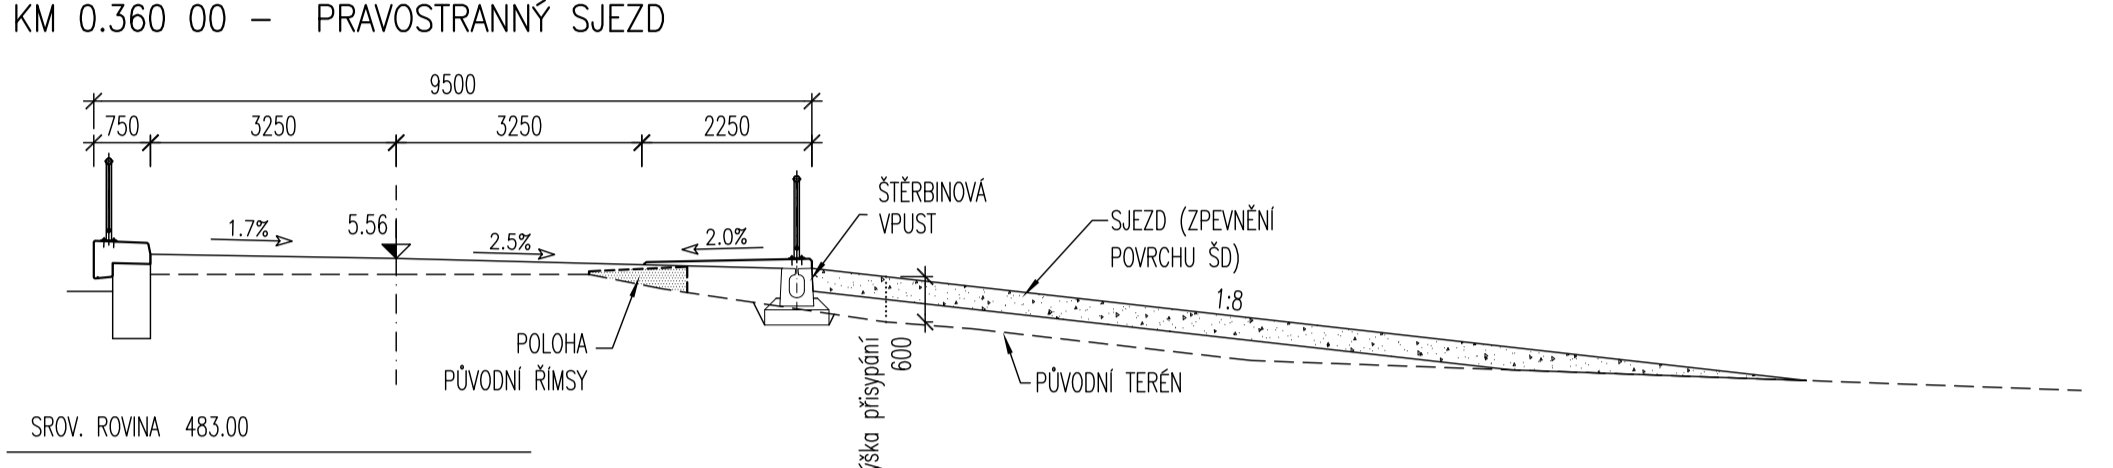 KM 0.360 00 – PRAVOSTRANNÝ SJEZD
9500
750 3250 3250 2250
1.7%
5.56
2.5%
2.0%
ŠTĚRBINOVÁ
VPUST
SJEZD (ZPEVNĚNÍ
POVRCHU ŠD)
1:8
POLOHA
PŮVODNÍ ŘÍMSY
přisypání
600
PŮVODNÍ TERÉN
SROV. ROVINA 483.00